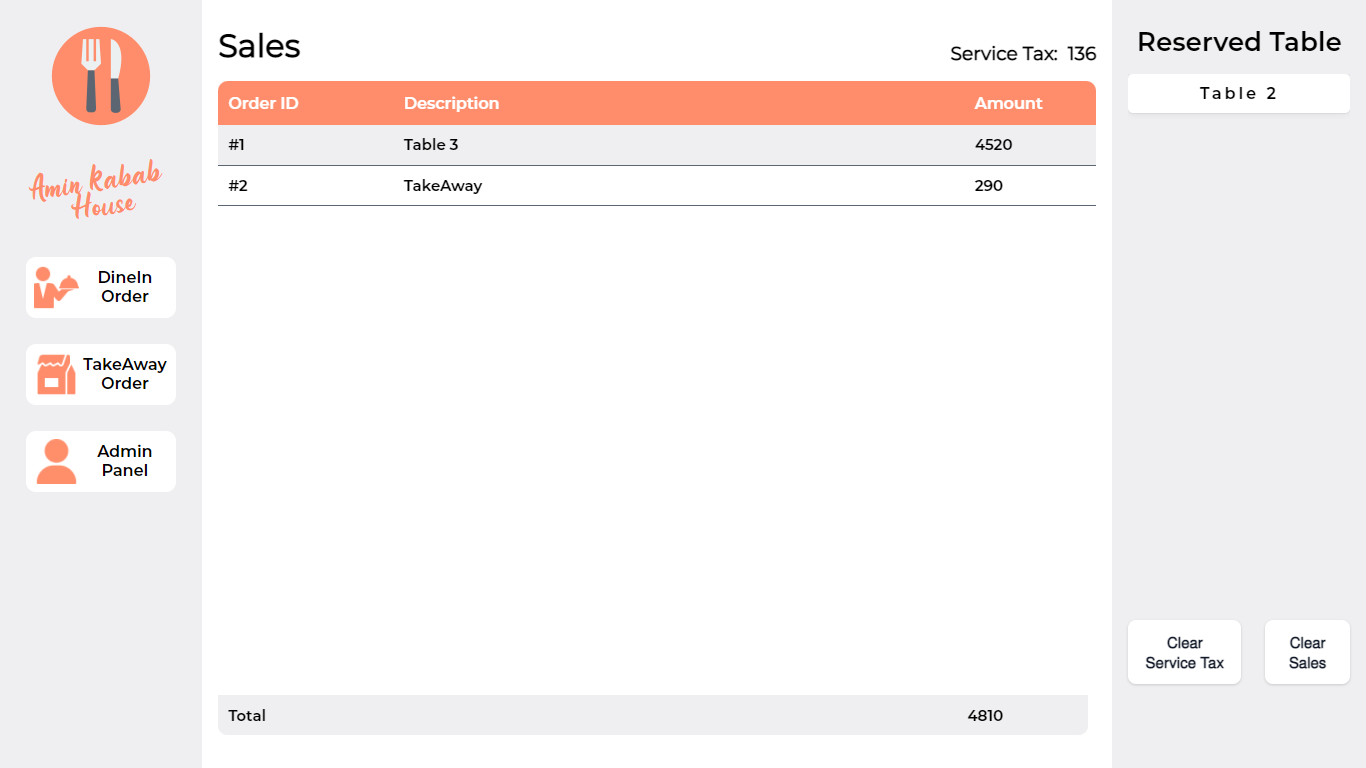 Amin Kabab
House
DineIn
Order
TakeAway
Order
Admin
Panel
Sales
Service Tax: 136
Order ID Description Amount
#1 Table 3 4520
#2 TakeAway 290
Total 4810
Reserved Table
Table 2
Clear
Service Tax
Clear
Sales